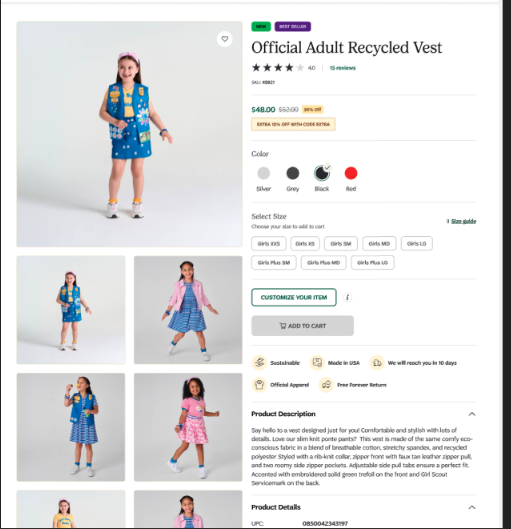 NEW BEST SELLER
Official Adult Recycled Vest
4.0 15 reviews
SKU: 45921
$48.00 $52.00 30% Off
EXTRA 15% OFF WITH CODE EXTRA
Color
Silver Grey Black Red
Select Size
Choose your size to add to cart
Size guide
Girls XXS Girls XS Girls SM Girls MD Girls LG
Girls Plus SM Girls Plus MD Girls Plus LG
CUSTOMIZE YOUR ITEM i
ADD TO CART
Sustainable Made in USA We will reach you in 10 days
Official Apparel Free Forever Return
Product Description
Say hello to a vest designed just for you! Comfortable and stylish with lots of
details. Love our slim knit ponte pants? This vest is made of the same comfy eco-
conscious fabric in a blend of breathable cotton, stretchy spandex, and recycled
polyester Styled with a rib-knit collar, zipper front with faux tan leather zipper pull,
and two roomy side zipper pockets. Adjustable side pull tabs ensure a perfect fit.
Accented with embroidered solid green trefoil on the front and Girl Scout
Servicemark on the back.
Product Details
UPC: 0850042343197